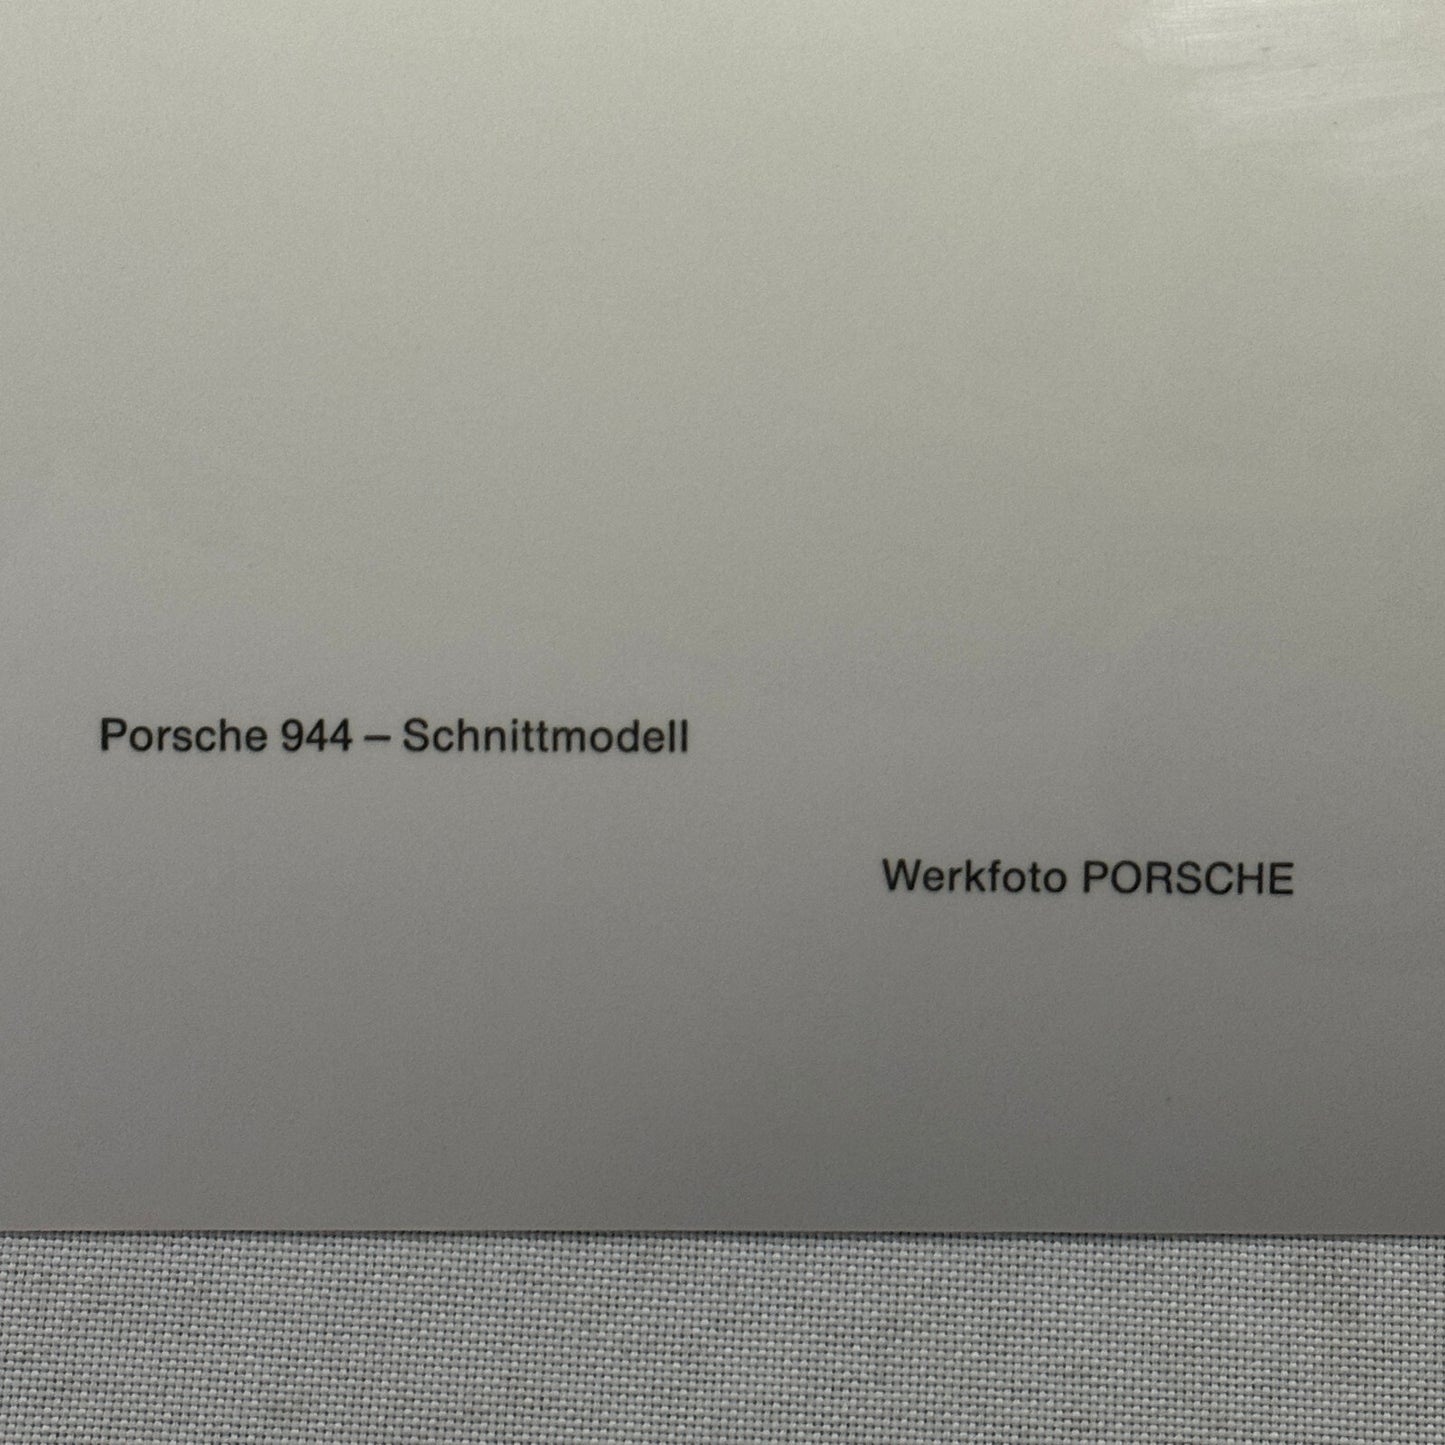 Porsche 944 – Schnittmodell
Werkfoto PORSCHE